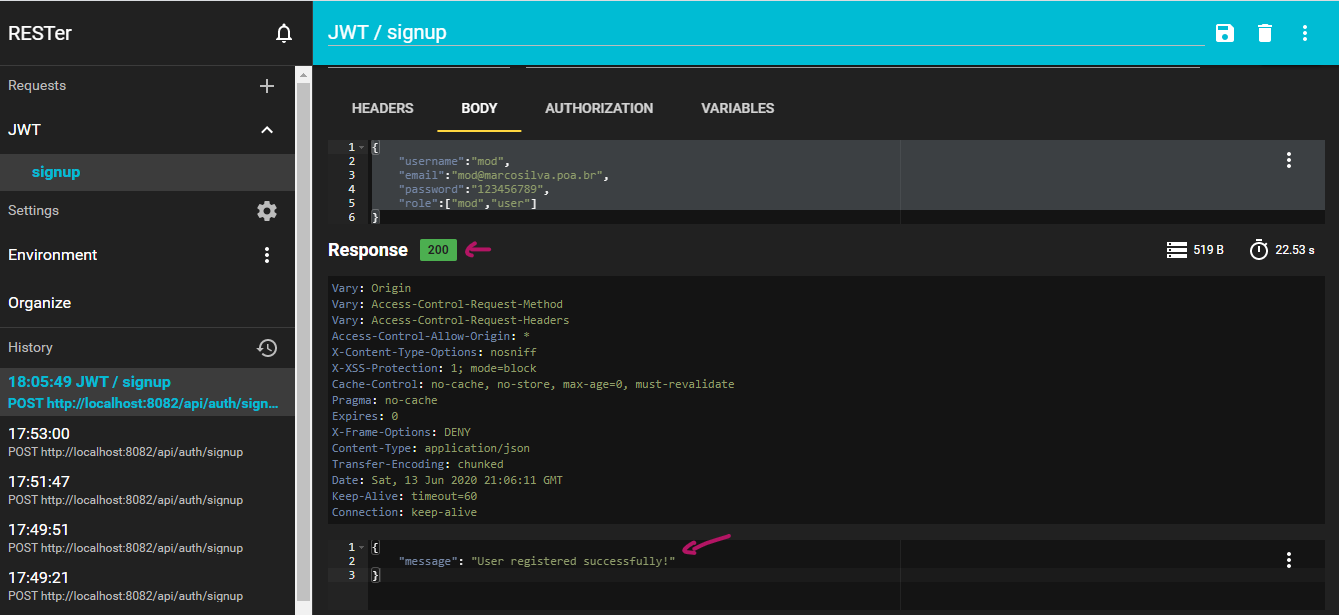 RESTer
JWT / signup
Requests
JWT
signup
Settings
Environment
Organize
History
18:05:49 JWT / signup
POST http://localhost:8082/api/auth/sign...
17:53:00
POST http://localhost:8082/api/auth/signup
17:51:47
POST http://localhost:8082/api/auth/signup
17:49:51
POST http://localhost:8082/api/auth/signup
17:49:21
POST http://localhost:8082/api/auth/signup
HEADERS BODY AUTHORIZATION VARIABLES
1 {
2 "username":"mod",
3 "email":"mod@marcosilva.poa.br",
4 "password":"123456789",
5 "role":["mod","user"]
6 }
Response 200 519 B 22.53 s
Vary: Origin
Vary: Access-Control-Request-Method
Vary: Access-Control-Request-Headers
Access-Control-Allow-Origin: *
X-Content-Type-Options: nosniff
X-XSS-Protection: 1; mode=block
Cache-Control: no-cache, no-store, max-age=0, must-revalidate
Pragma: no-cache
Expires: 0
X-Frame-Options: DENY
Content-Type: application/json
Transfer-Encoding: chunked
Date: Sat, 13 Jun 2020 21:06:11 GMT
Keep-Alive: timeout=60
Connection: keep-alive
1 {
2 "message": "User registered successfully!"
3 }